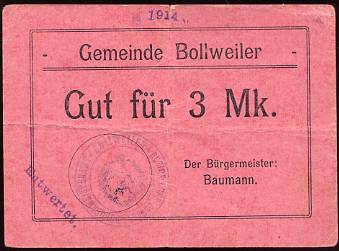 1914
- Gemeinde Bollweiler -
Gut für 3 Mk.
Der Bürgermeister:
Baumann.
Entwertet.